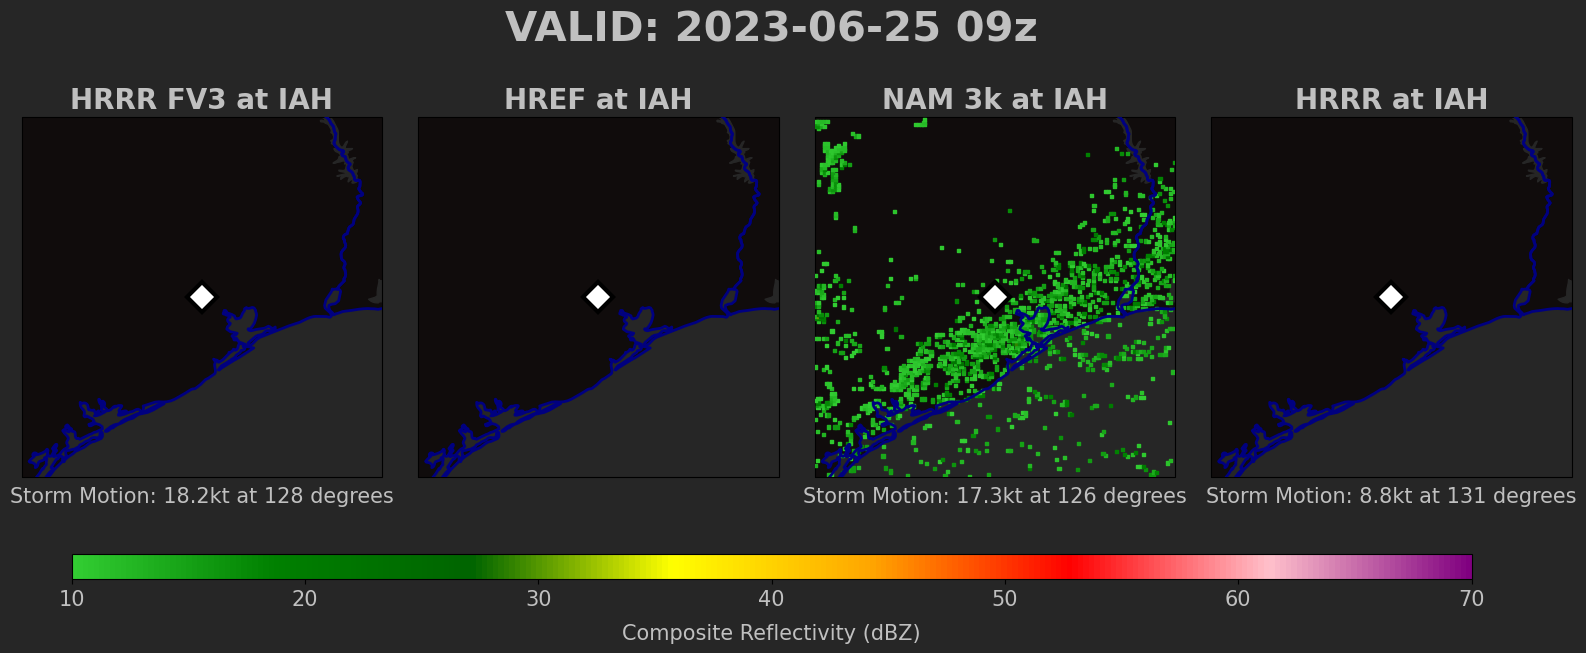 VALID: 2023-06-25 09z
HRRR FV3 at IAH
HREF at IAH
NAM 3k at IAH
HRRR at IAH
Storm Motion: 18.2kt at 128 degrees
Storm Motion: 17.3kt at 126 degrees
Storm Motion: 8.8kt at 131 degrees
10 20 30 40 50 60 70
Composite Reflectivity (dBZ)